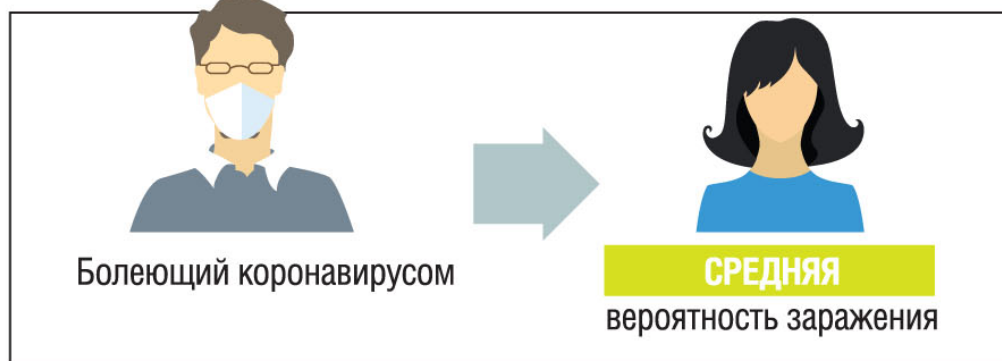 Болеющий коронавирусом
СРЕДНЯЯ
вероятность заражения